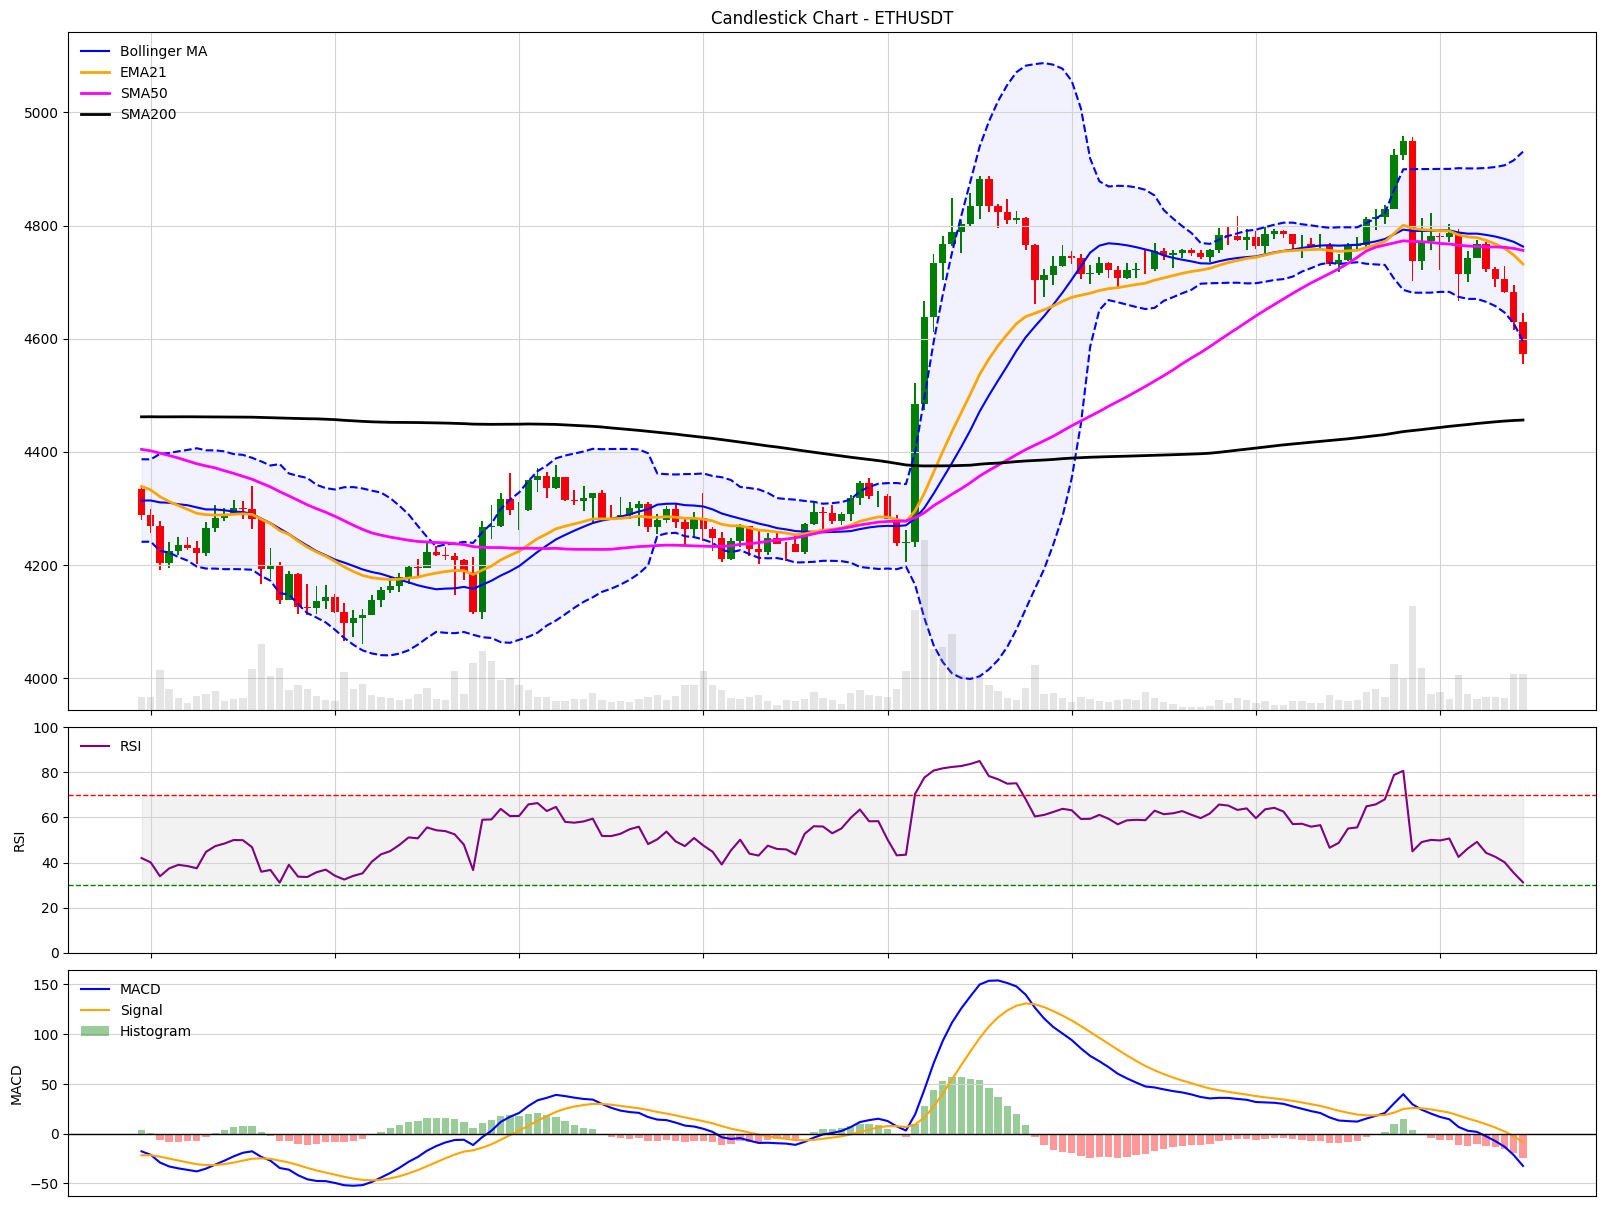 Candlestick Chart - ETHUSDT
Bollinger MA
EMA21
SMA50
SMA200
5000
4800
4600
4400
4200
4000
RSI
100
80
60
40
20
0
RSI
MACD
Signal
Histogram
150
100
50
0
−50
MACD